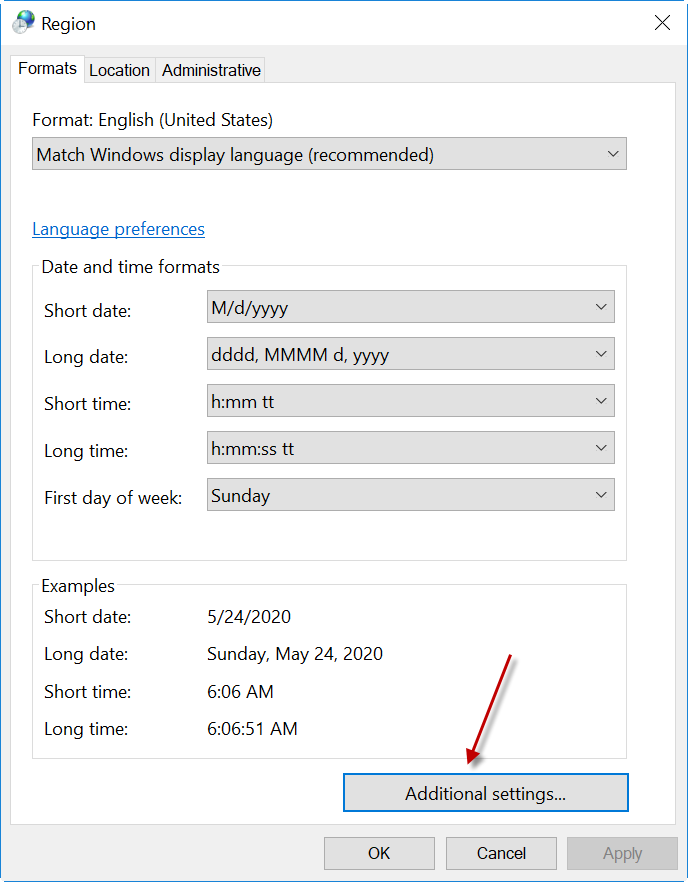 Region
Formats Location Administrative
Format: English (United States)
Match Windows display language (recommended)
Language preferences
Date and time formats
Short date: M/d/yyyy
Long date: dddd, MMMM d, yyyy
Short time: h:mm tt
Long time: h:mm:ss tt
First day of week: Sunday
Examples
Short date: 5/24/2020
Long date: Sunday, May 24, 2020
Short time: 6:06 AM
Long time: 6:06:51 AM
Additional settings...
OK Cancel Apply